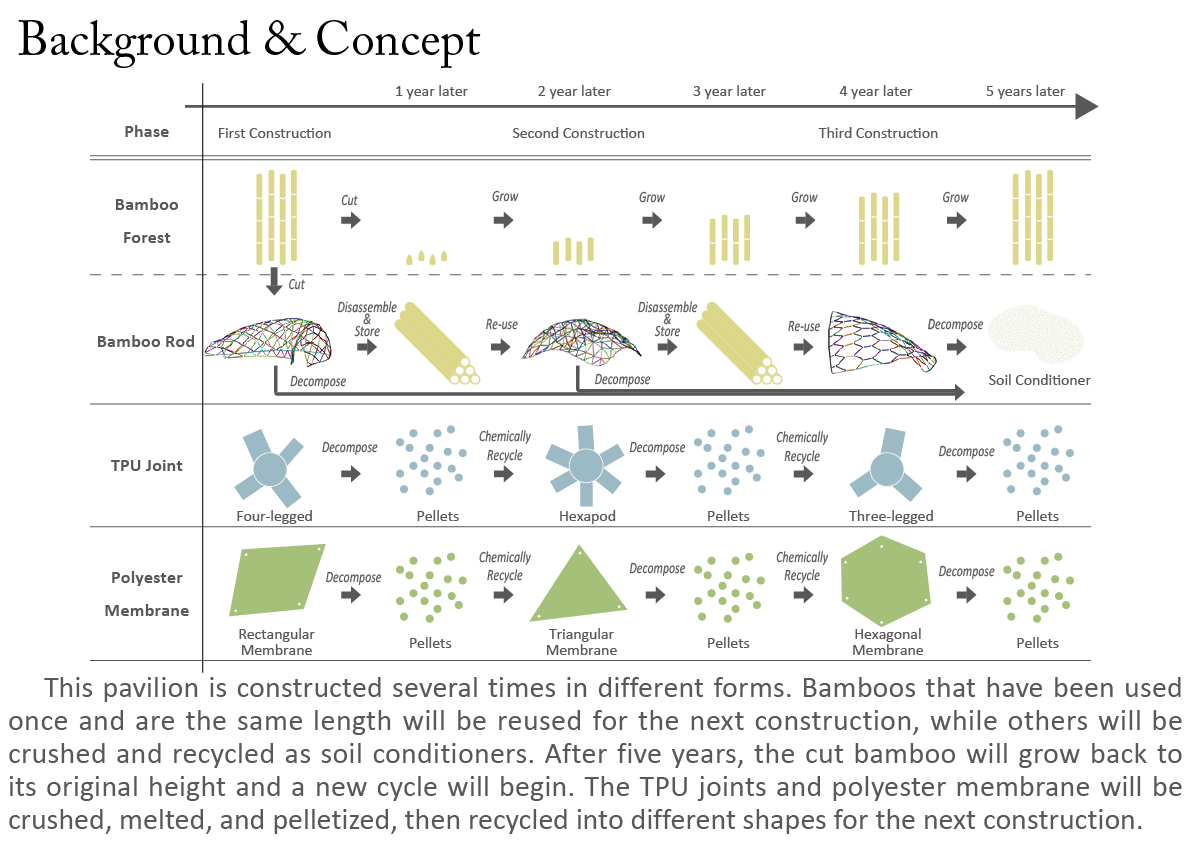 Background & Concept
1 year later 2 year later 3 year later 4 year later 5 years later
Phase First Construction Second Construction Third Construction
Bamboo
Forest
Cut Grow Grow Grow Grow
Cut
Bamboo Rod
Disassemble
&
Store
Re-use
Disassemble
&
Store
Re-use
Decompose
Decompose Decompose
Soil Conditioner
TPU Joint
Decompose
Chemically
Recycle
Decompose
Chemically
Recycle
Decompose
Four-legged Pellets Hexapod Pellets Three-legged Pellets
Polyester
Membrane
Decompose
Chemically
Recycle
Decompose
Chemically
Recycle
Decompose
Rectangular
Membrane
Pellets
Triangular
Membrane
Pellets
Hexagonal
Membrane
Pellets
This pavilion is constructed several times in different forms. Bamboos that have been used
once and are the same length will be reused for the next construction, while others will be
crushed and recycled as soil conditioners. After five years, the cut bamboo will grow back to
its original height and a new cycle will begin. The TPU joints and polyester membrane will be
crushed, melted, and pelletized, then recycled into different shapes for the next construction.